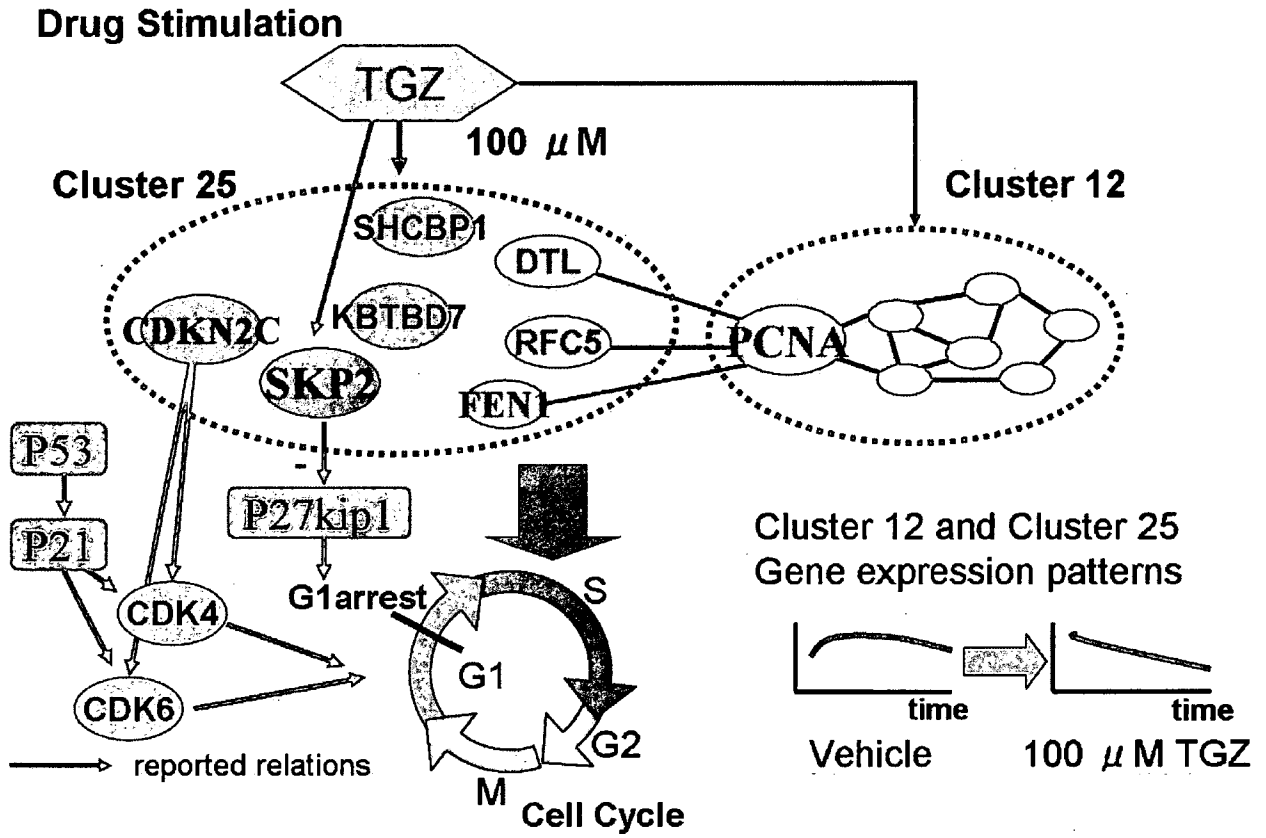 Drug Stimulation
TGZ
100 μM
Cluster 25
Cluster 12
SHCBP1
DTL
KBTBD7
CDKN2C
RFC5
PCNA
SKP2
FEN1
P53
-
P27kip1
P21
Cluster 12 and Cluster 25
Gene expression patterns
G1arrest
S
CDK4
G1
CDK6
G2
time
time
Vehicle
100 μM TGZ
reported relations
M
Cell Cycle